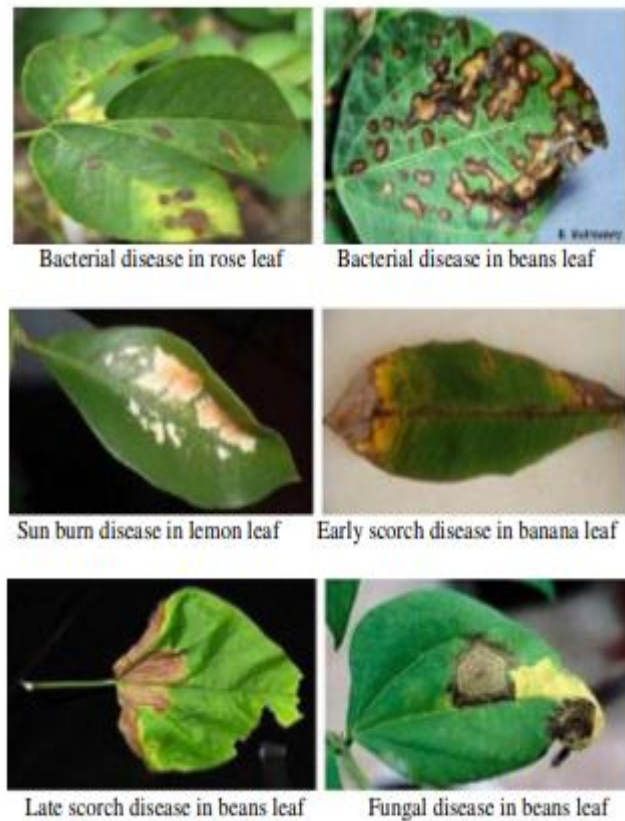 Bacterial disease in rose leaf
Bacterial disease in beans leaf
Sun burn disease in lemon leaf
Early scorch disease in banana leaf
Late scorch disease in beans leaf
Fungal disease in beans leaf